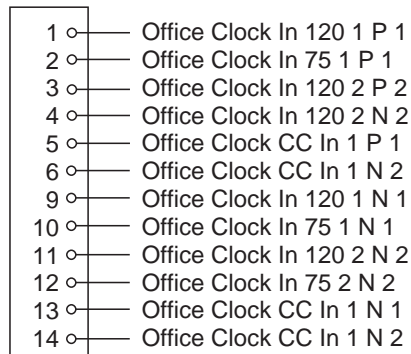 1 Office Clock In 120 1 P 1
2 Office Clock In 75 1 P 1
3 Office Clock In 120 2 P 2
4 Office Clock In 120 2 N 2
5 Office Clock CC In 1 P 1
6 Office Clock CC In 1 N 2
9 Office Clock In 120 1 N 1
10 Office Clock In 75 1 N 1
11 Office Clock In 120 2 N 2
12 Office Clock In 75 2 N 2
13 Office Clock CC In 1 N 1
14 Office Clock CC In 1 N 2